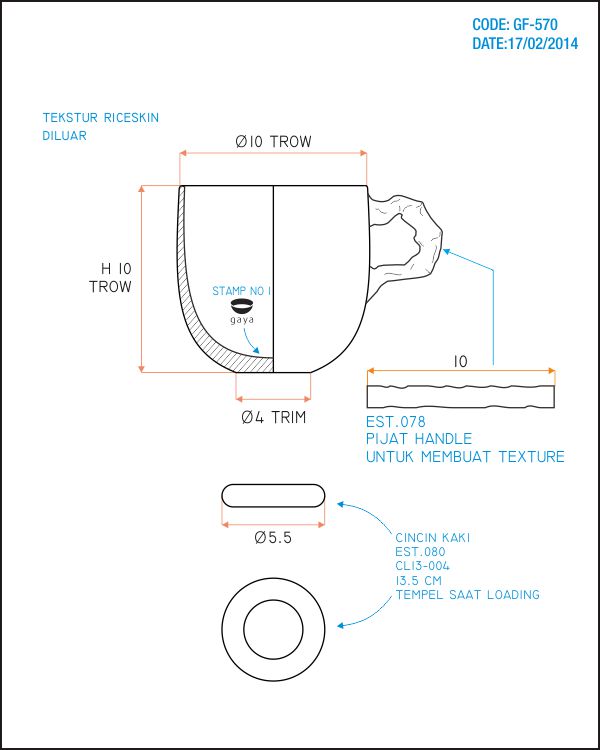 CODE: GF-570
DATE:17/02/2014
TEKSTUR RICESKIN
DILUAR
Ø10 TROW
H 10
TROW
STAMP NO 1
gaya
Ø4 TRIM
10
EST.078
PIJAT HANDLE
UNTUK MEMBUAT TEXTURE
Ø5.5
CINCIN KAKI
EST.080
CL13-004
13.5 CM
TEMPEL SAAT LOADING